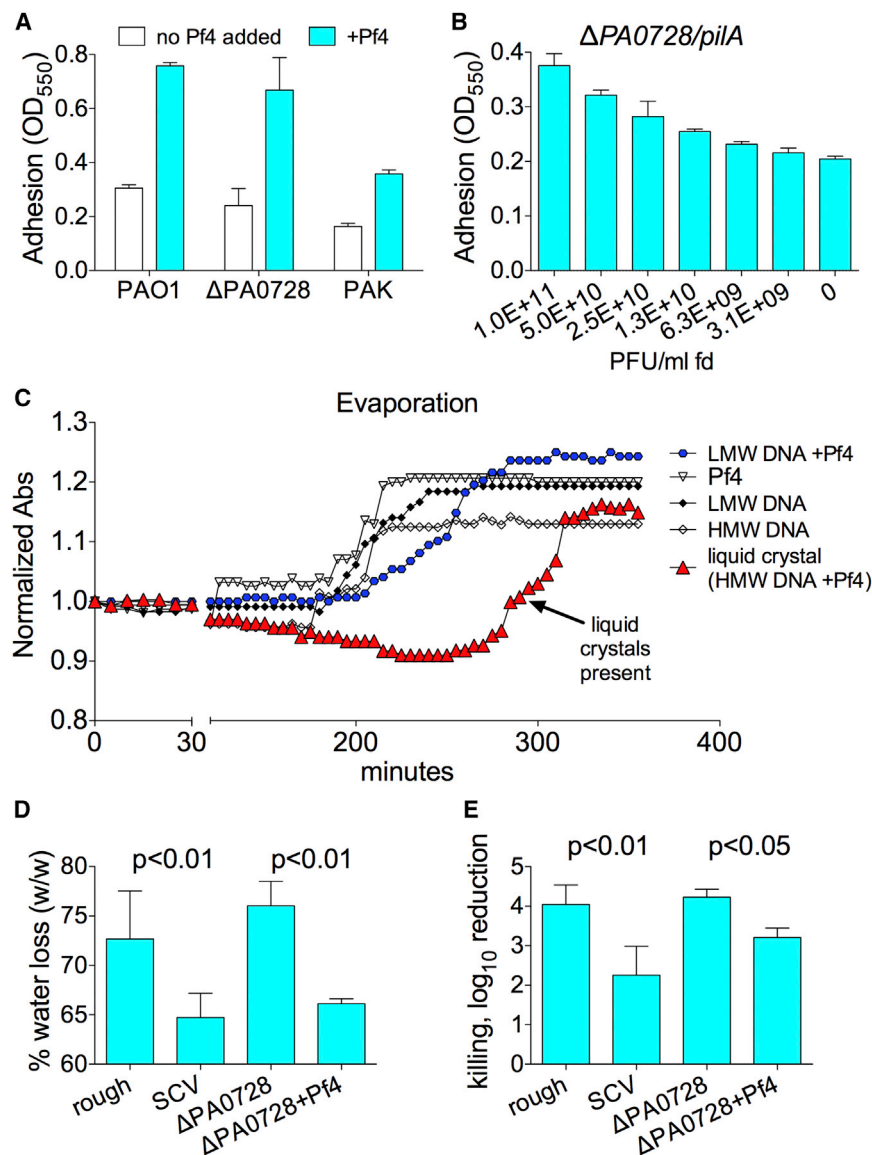 A
no Pf4 added
+Pf4
Adhesion (OD550)
0.8
0.6
0.4
0.2
0.0
PAO1
ΔPA0728
PAK
B
ΔPA0728/pilA
Adhesion (OD550)
0.4
0.3
0.2
0.1
0.0
1.0E+11
5.0E+10
2.5E+10
1.3E+10
6.3E+09
3.1E+09
0
PFU/ml fd
C
Evaporation
Normalized Abs
1.3
1.2
1.1
1.0
0.9
0.8
0
30
200
300
400
minutes
liquid
crystals
present
LMW DNA +Pf4
Pf4
LMW DNA
HMW DNA
liquid crystal
(HMW DNA +Pf4)
D
p<0.01
p<0.01
% water loss (w/w)
80
75
70
65
60
rough
SCV
ΔPA0728
ΔPA0728+Pf4
E
p<0.01
p<0.05
killing, log10 reduction
5
4
3
2
1
0
rough
SCV
ΔPA0728
ΔPA0728+Pf4